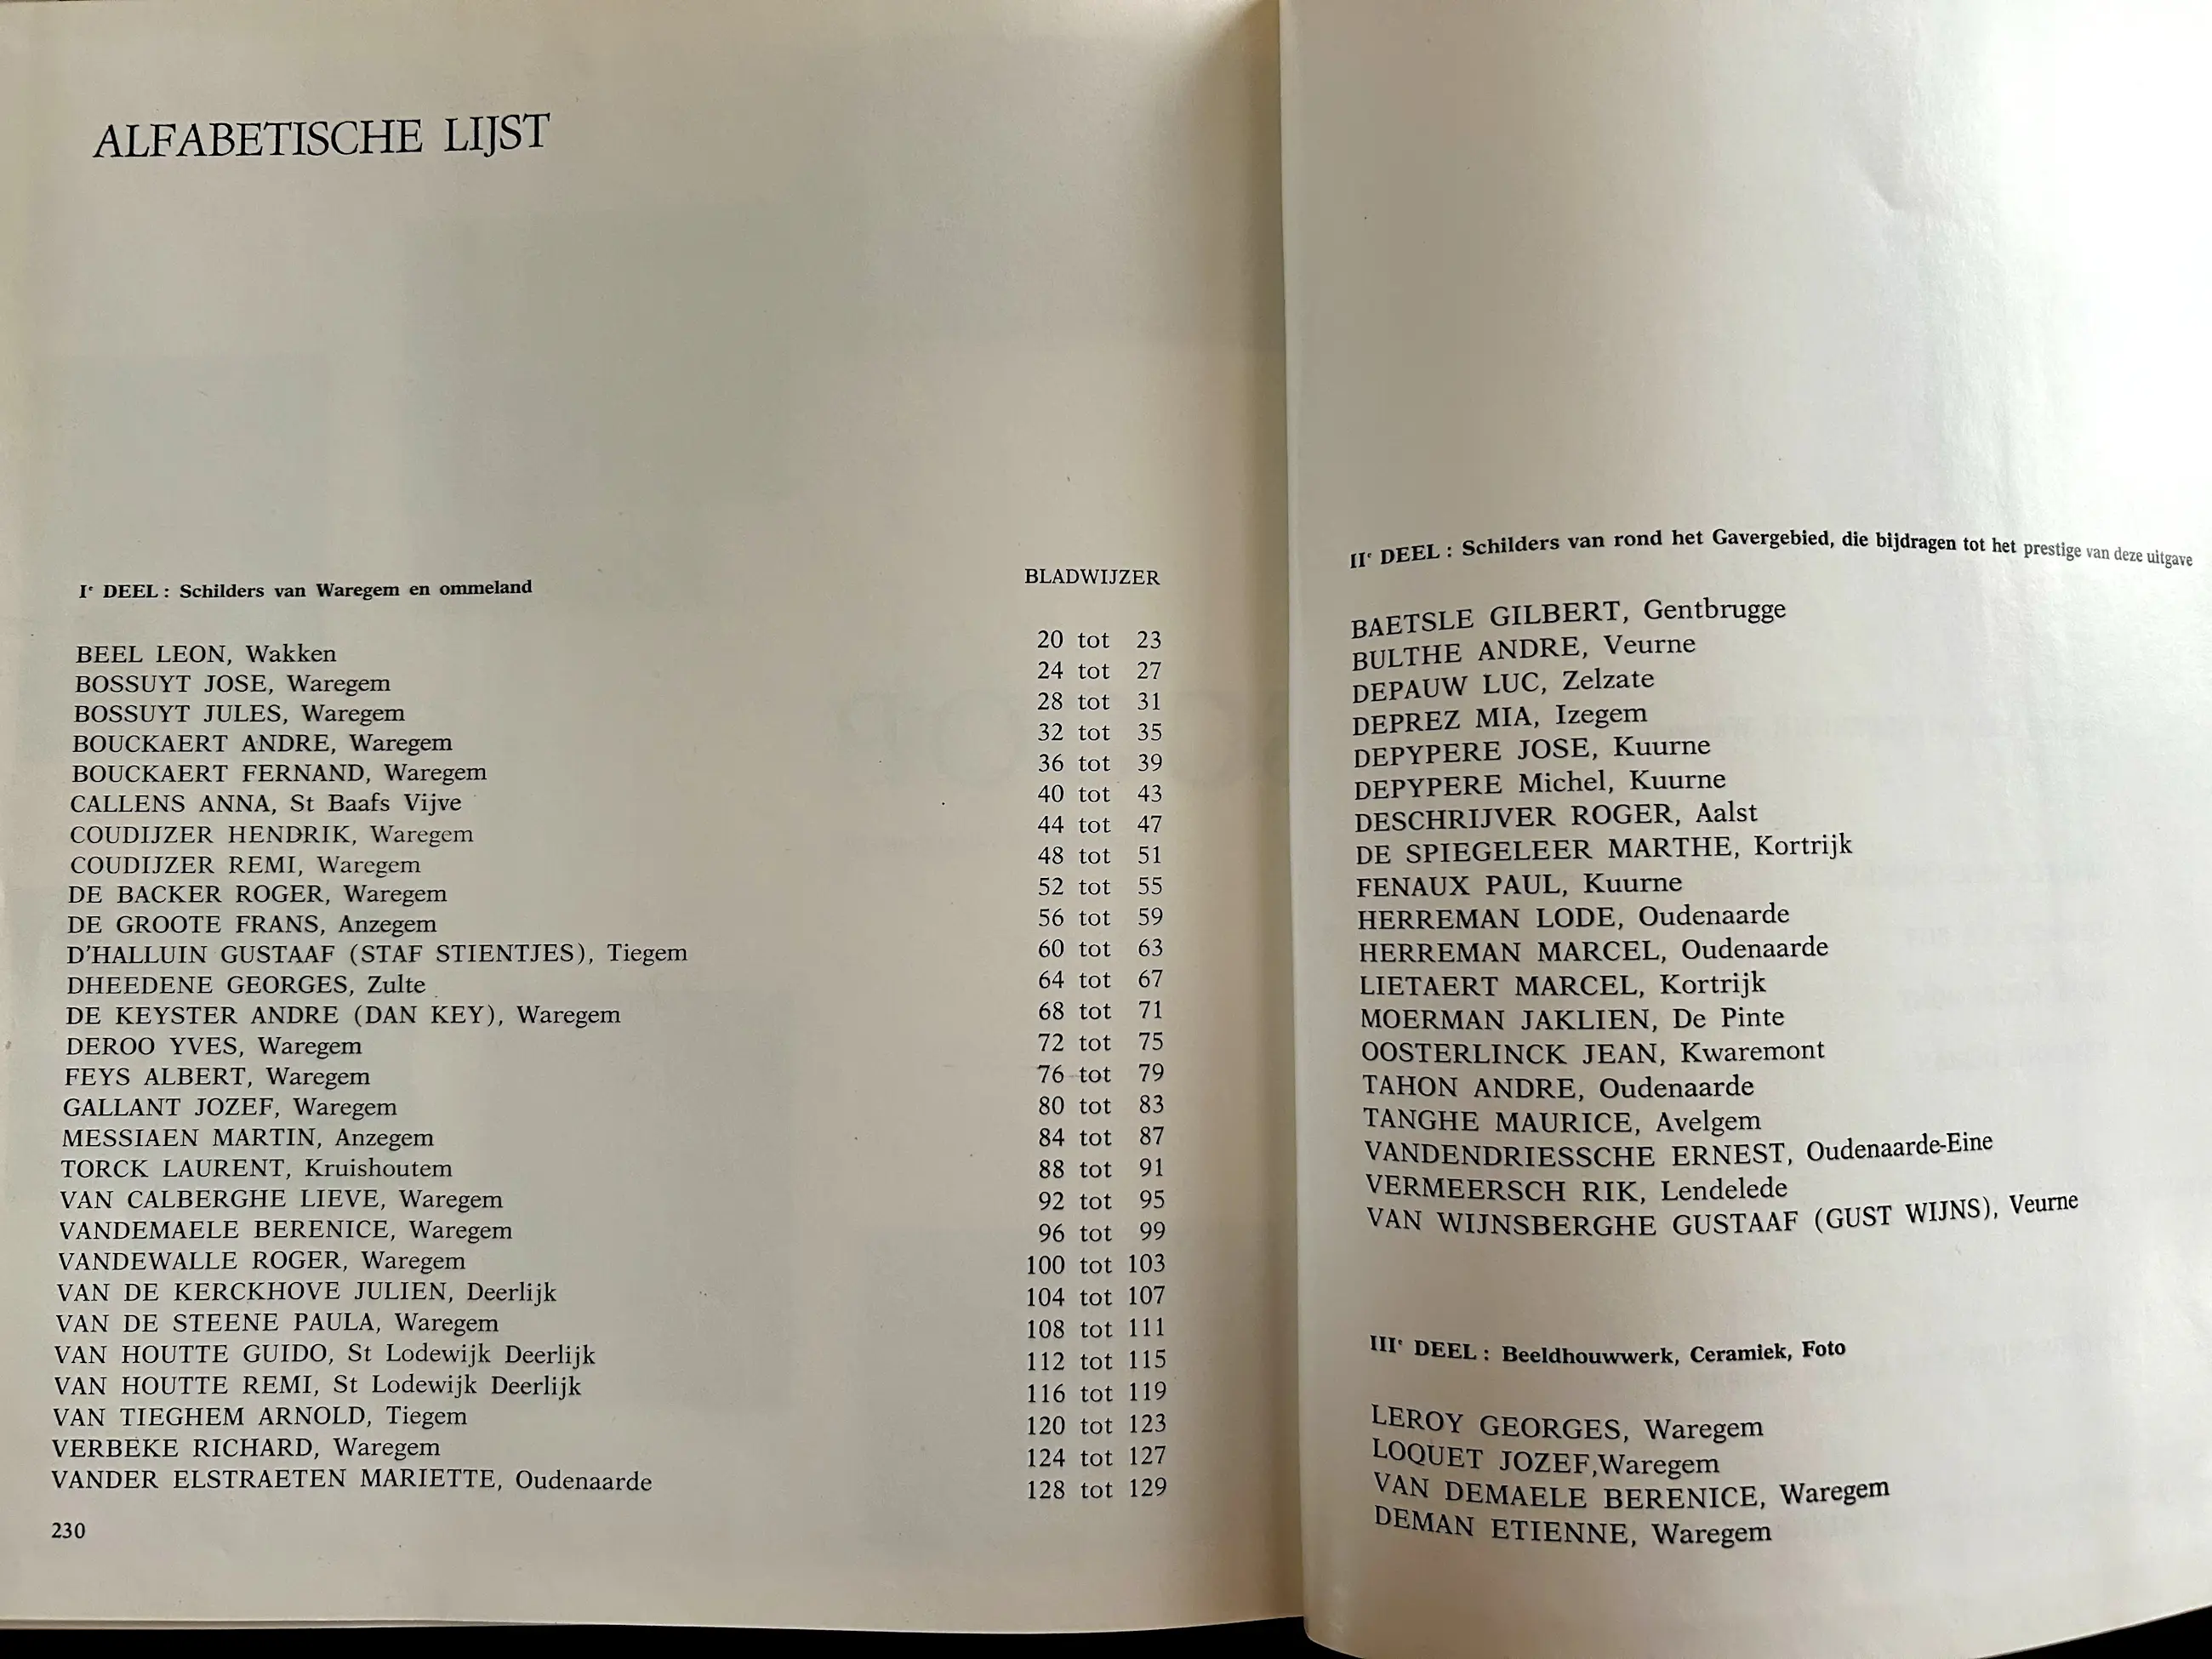 ALFABETISCHE LIJST
Iᵉ DEEL : Schilders van Waregem en ommeland BLADWIJZER
BEEL LEON, Wakken 20 tot 23
BOSSUYT JOSE, Waregem 24 tot 27
BOSSUYT JULES, Waregem 28 tot 31
BOUCKAERT ANDRE, Waregem 32 tot 35
BOUCKAERT FERNAND, Waregem 36 tot 39
CALLENS ANNA, St Baafs Vijve 40 tot 43
COUDIJZER HENDRIK, Waregem 44 tot 47
COUDIJZER REMI, Waregem 48 tot 51
DE BACKER ROGER, Waregem 52 tot 55
DE GROOTE FRANS, Anzegem 56 tot 59
D'HALLUIN GUSTAAF (STAF STIENTJES), Tiegem 60 tot 63
DHEEDENE GEORGES, Zulte 64 tot 67
DE KEYSTER ANDRE (DAN KEY), Waregem 68 tot 71
DEROO YVES, Waregem 72 tot 75
FEYS ALBERT, Waregem 76 tot 79
GALLANT JOZEF, Waregem 80 tot 83
MESSIAEN MARTIN, Anzegem 84 tot 87
TORCK LAURENT, Kruishoutem 88 tot 91
VAN CALBERGHE LIEVE, Waregem 92 tot 95
VANDEMAELE BERENICE, Waregem 96 tot 99
VANDEWALLE ROGER, Waregem 100 tot 103
VAN DE KERCKHOVE JULIEN, Deerlijk 104 tot 107
VAN DE STEENE PAULA, Waregem 108 tot 111
VAN HOUTTE GUIDO, St Lodewijk Deerlijk 112 tot 115
VAN HOUTTE REMI, St Lodewijk Deerlijk 116 tot 119
VAN TIEGHEM ARNOLD, Tiegem 120 tot 123
VERBEKE RICHARD, Waregem 124 tot 127
VANDER ELSTRAETEN MARIETTE, Oudenaarde 128 tot 129
230
IIᵉ DEEL : Schilders van rond het Gavergebied, die bijdragen tot het prestige van deze uitgave
BAETSLE GILBERT, Gentbrugge
BULTHE ANDRE, Veurne
DEPAUW LUC, Zelzate
DEPREZ MIA, Izegem
DEPYPERE JOSE, Kuurne
DEPYPERE Michel, Kuurne
DESCHRIJVER ROGER, Aalst
DE SPIEGELEER MARTHE, Kortrijk
FENAUX PAUL, Kuurne
HERREMAN LODE, Oudenaarde
HERREMAN MARCEL, Oudenaarde
LIETAERT MARCEL, Kortrijk
MOERMAN JAKLIEN, De Pinte
OOSTERLINCK JEAN, Kwaremont
TAHON ANDRE, Oudenaarde
TANGHE MAURICE, Avelgem
VANDENDRIESSCHE ERNEST, Oudenaarde-Eine
VERMEERSCH RIK, Lendelede
VAN WIJNSBERGHE GUSTAAF (GUST WIJNS), Veurne
IIIᵉ DEEL : Beeldhouwwerk, Ceramiek, Foto
LEROY GEORGES, Waregem
LOQUET JOZEF,Waregem
VAN DEMAELE BERENICE, Waregem
DEMAN ETIENNE, Waregem